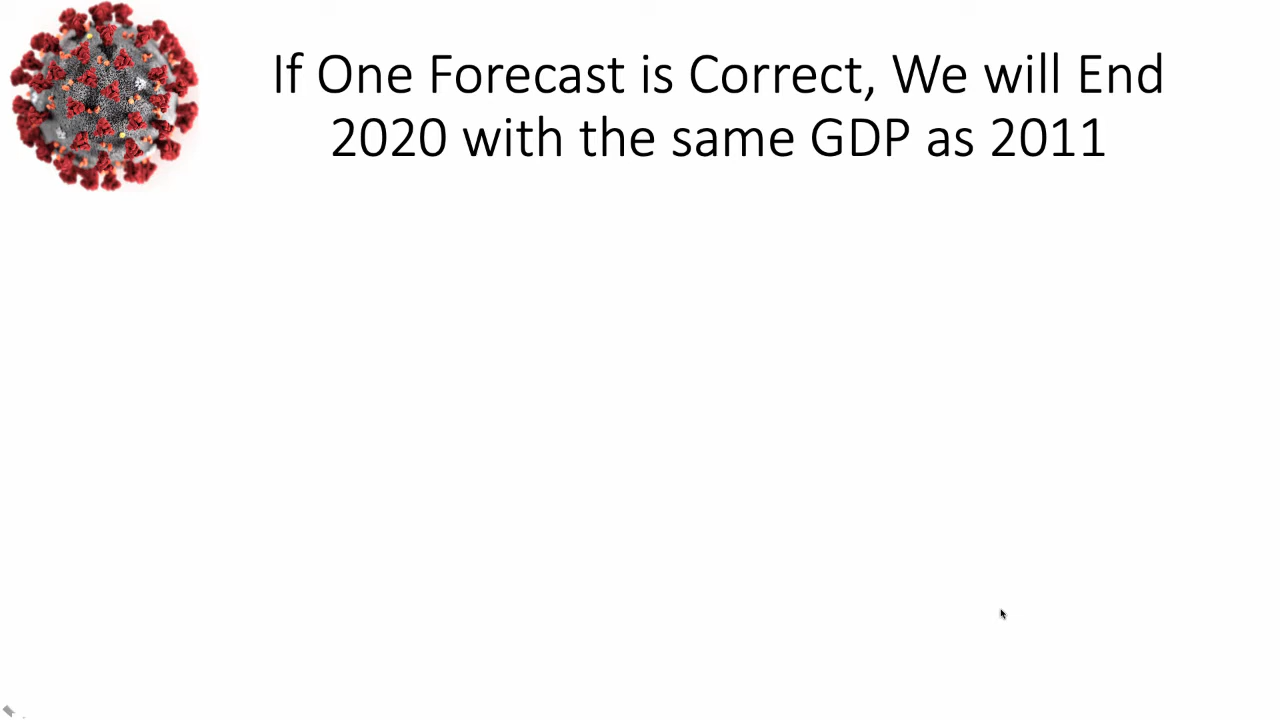 If One Forecast is Correct, We will End
2020 with the same GDP as 2011